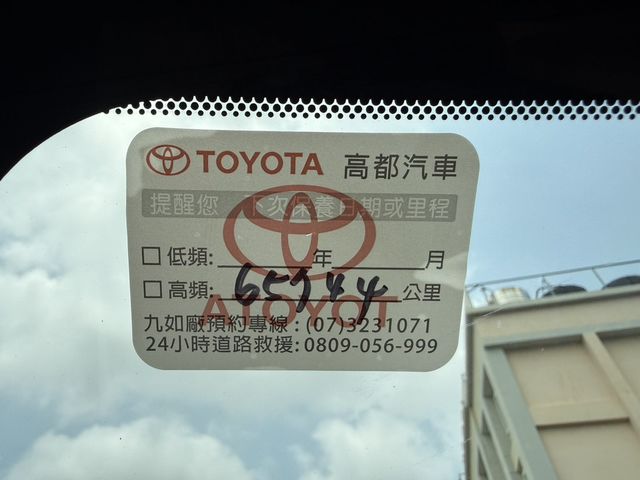 TOYOTA 高都汽車
提醒您 下次保養日期或里程
☐ 低頻: 年 月
☐ 高頻: 65744 公里
九如廠預約專線:(07)3231071
24小時道路救援:0809-056-999